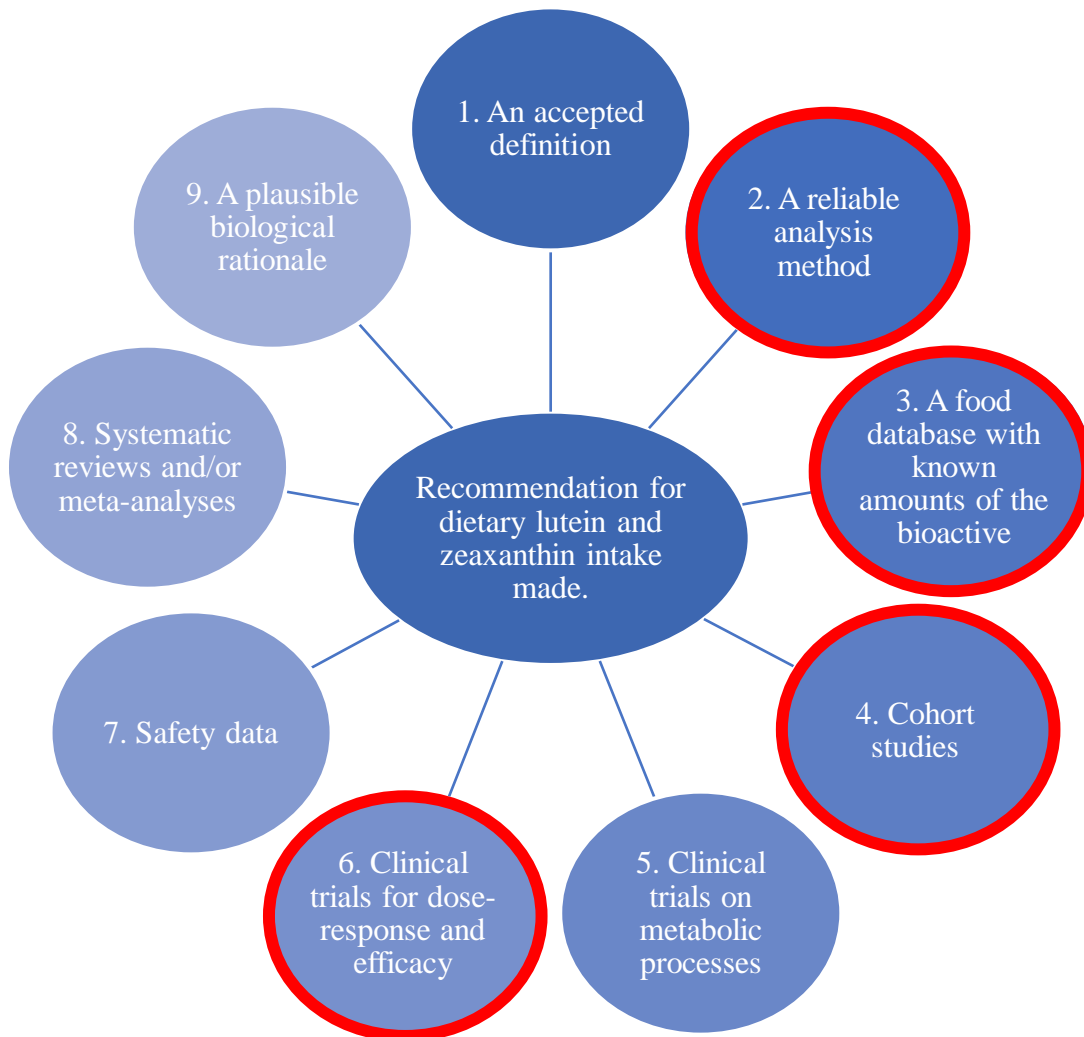 1. An accepted
definition
2. A reliable
analysis
method
3. A food
database with
known
amounts of the
bioactive
4. Cohort
studies
5. Clinical
trials on
metabolic
processes
6. Clinical
trials for dose-
response and
efficacy
7. Safety data
8. Systematic
reviews and/or
meta-analyses
9. A plausible
biological
rationale
Recommendation for
dietary lutein and
zeaxanthin intake
made.